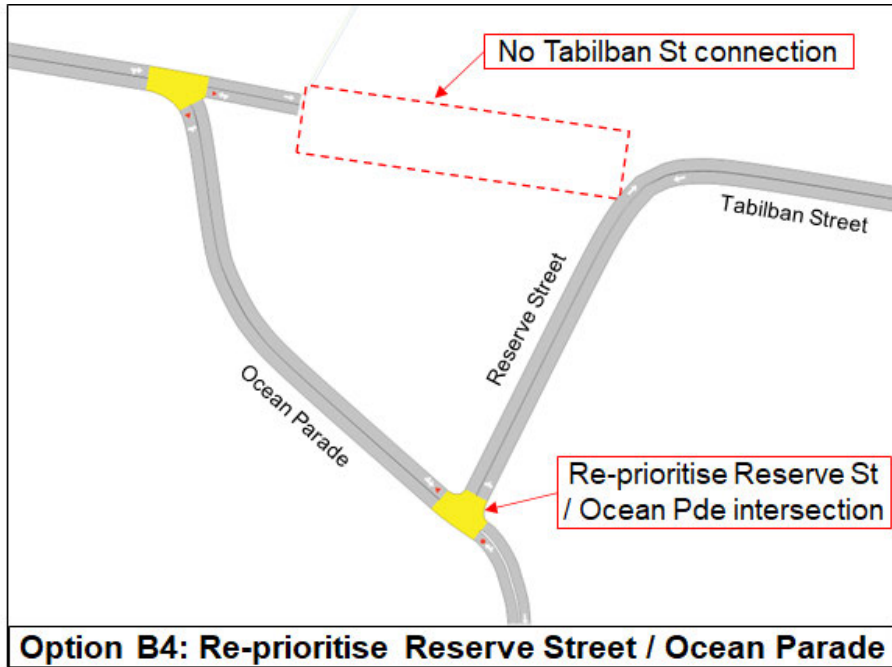 No Tabilban St connection
Tabilban Street
Reserve Street
Ocean Parade
Re-prioritise Reserve St
/ Ocean Pde intersection
Option B4: Re-prioritise Reserve Street / Ocean Parade